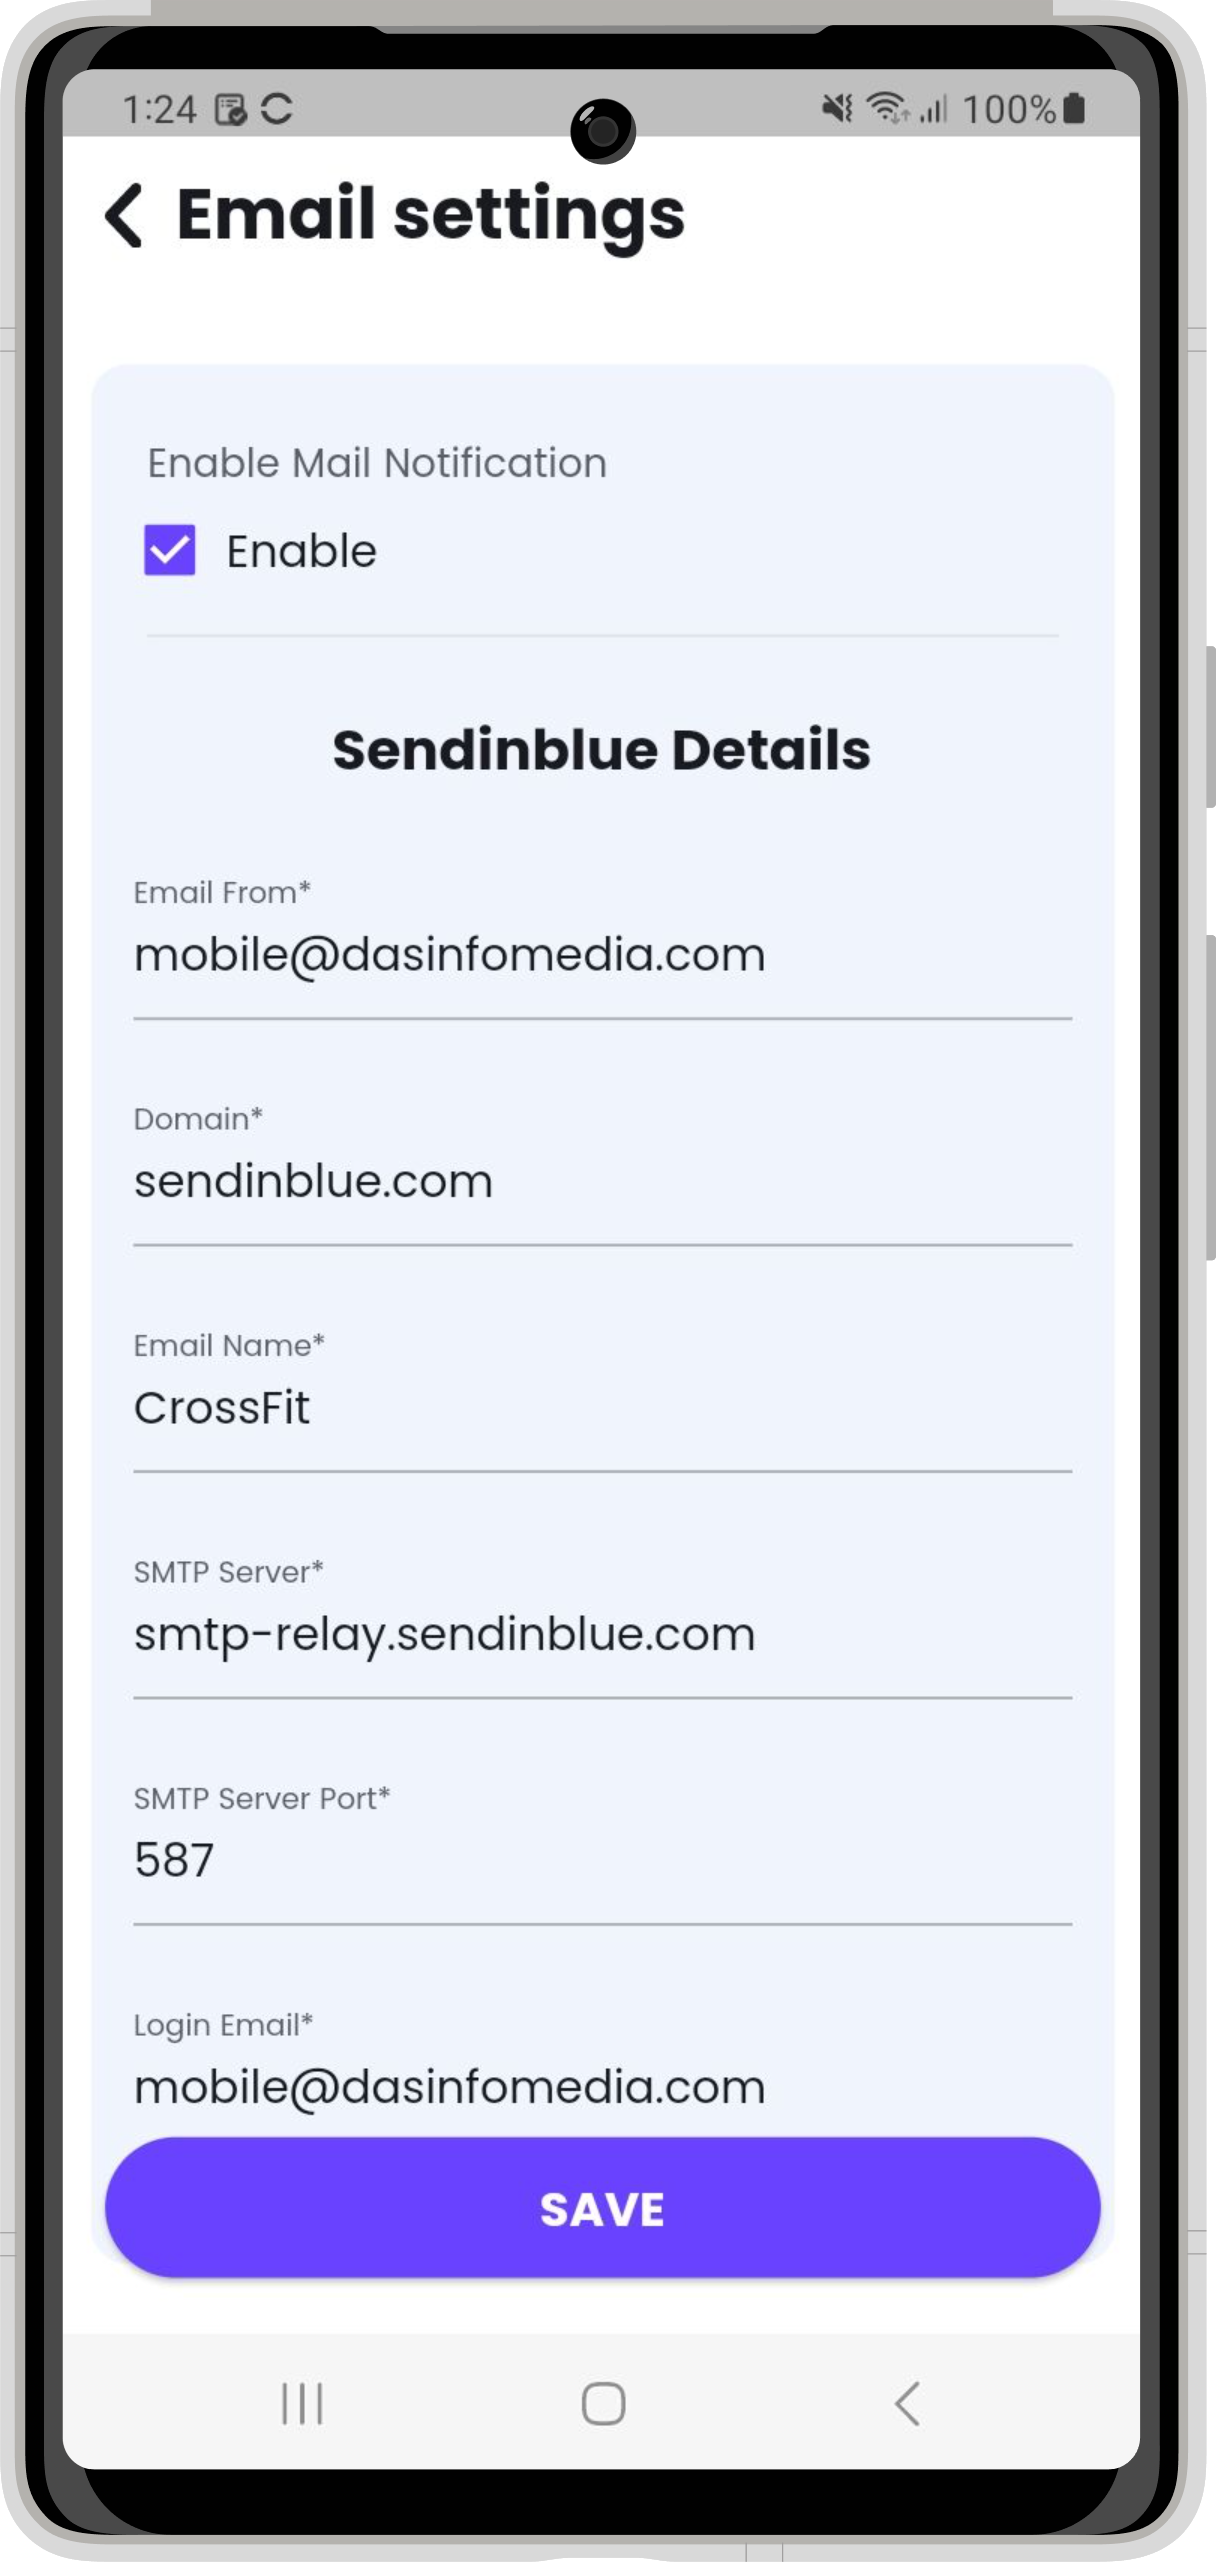 1:24 100%
Email settings
Enable Mail Notification
Enable
Sendinblue Details
Email From*
mobile@dasinfomedia.com
Domain*
sendinblue.com
Email Name*
CrossFit
SMTP Server*
smtp-relay.sendinblue.com
SMTP Server Port*
587
Login Email*
mobile@dasinfomedia.com
SAVE